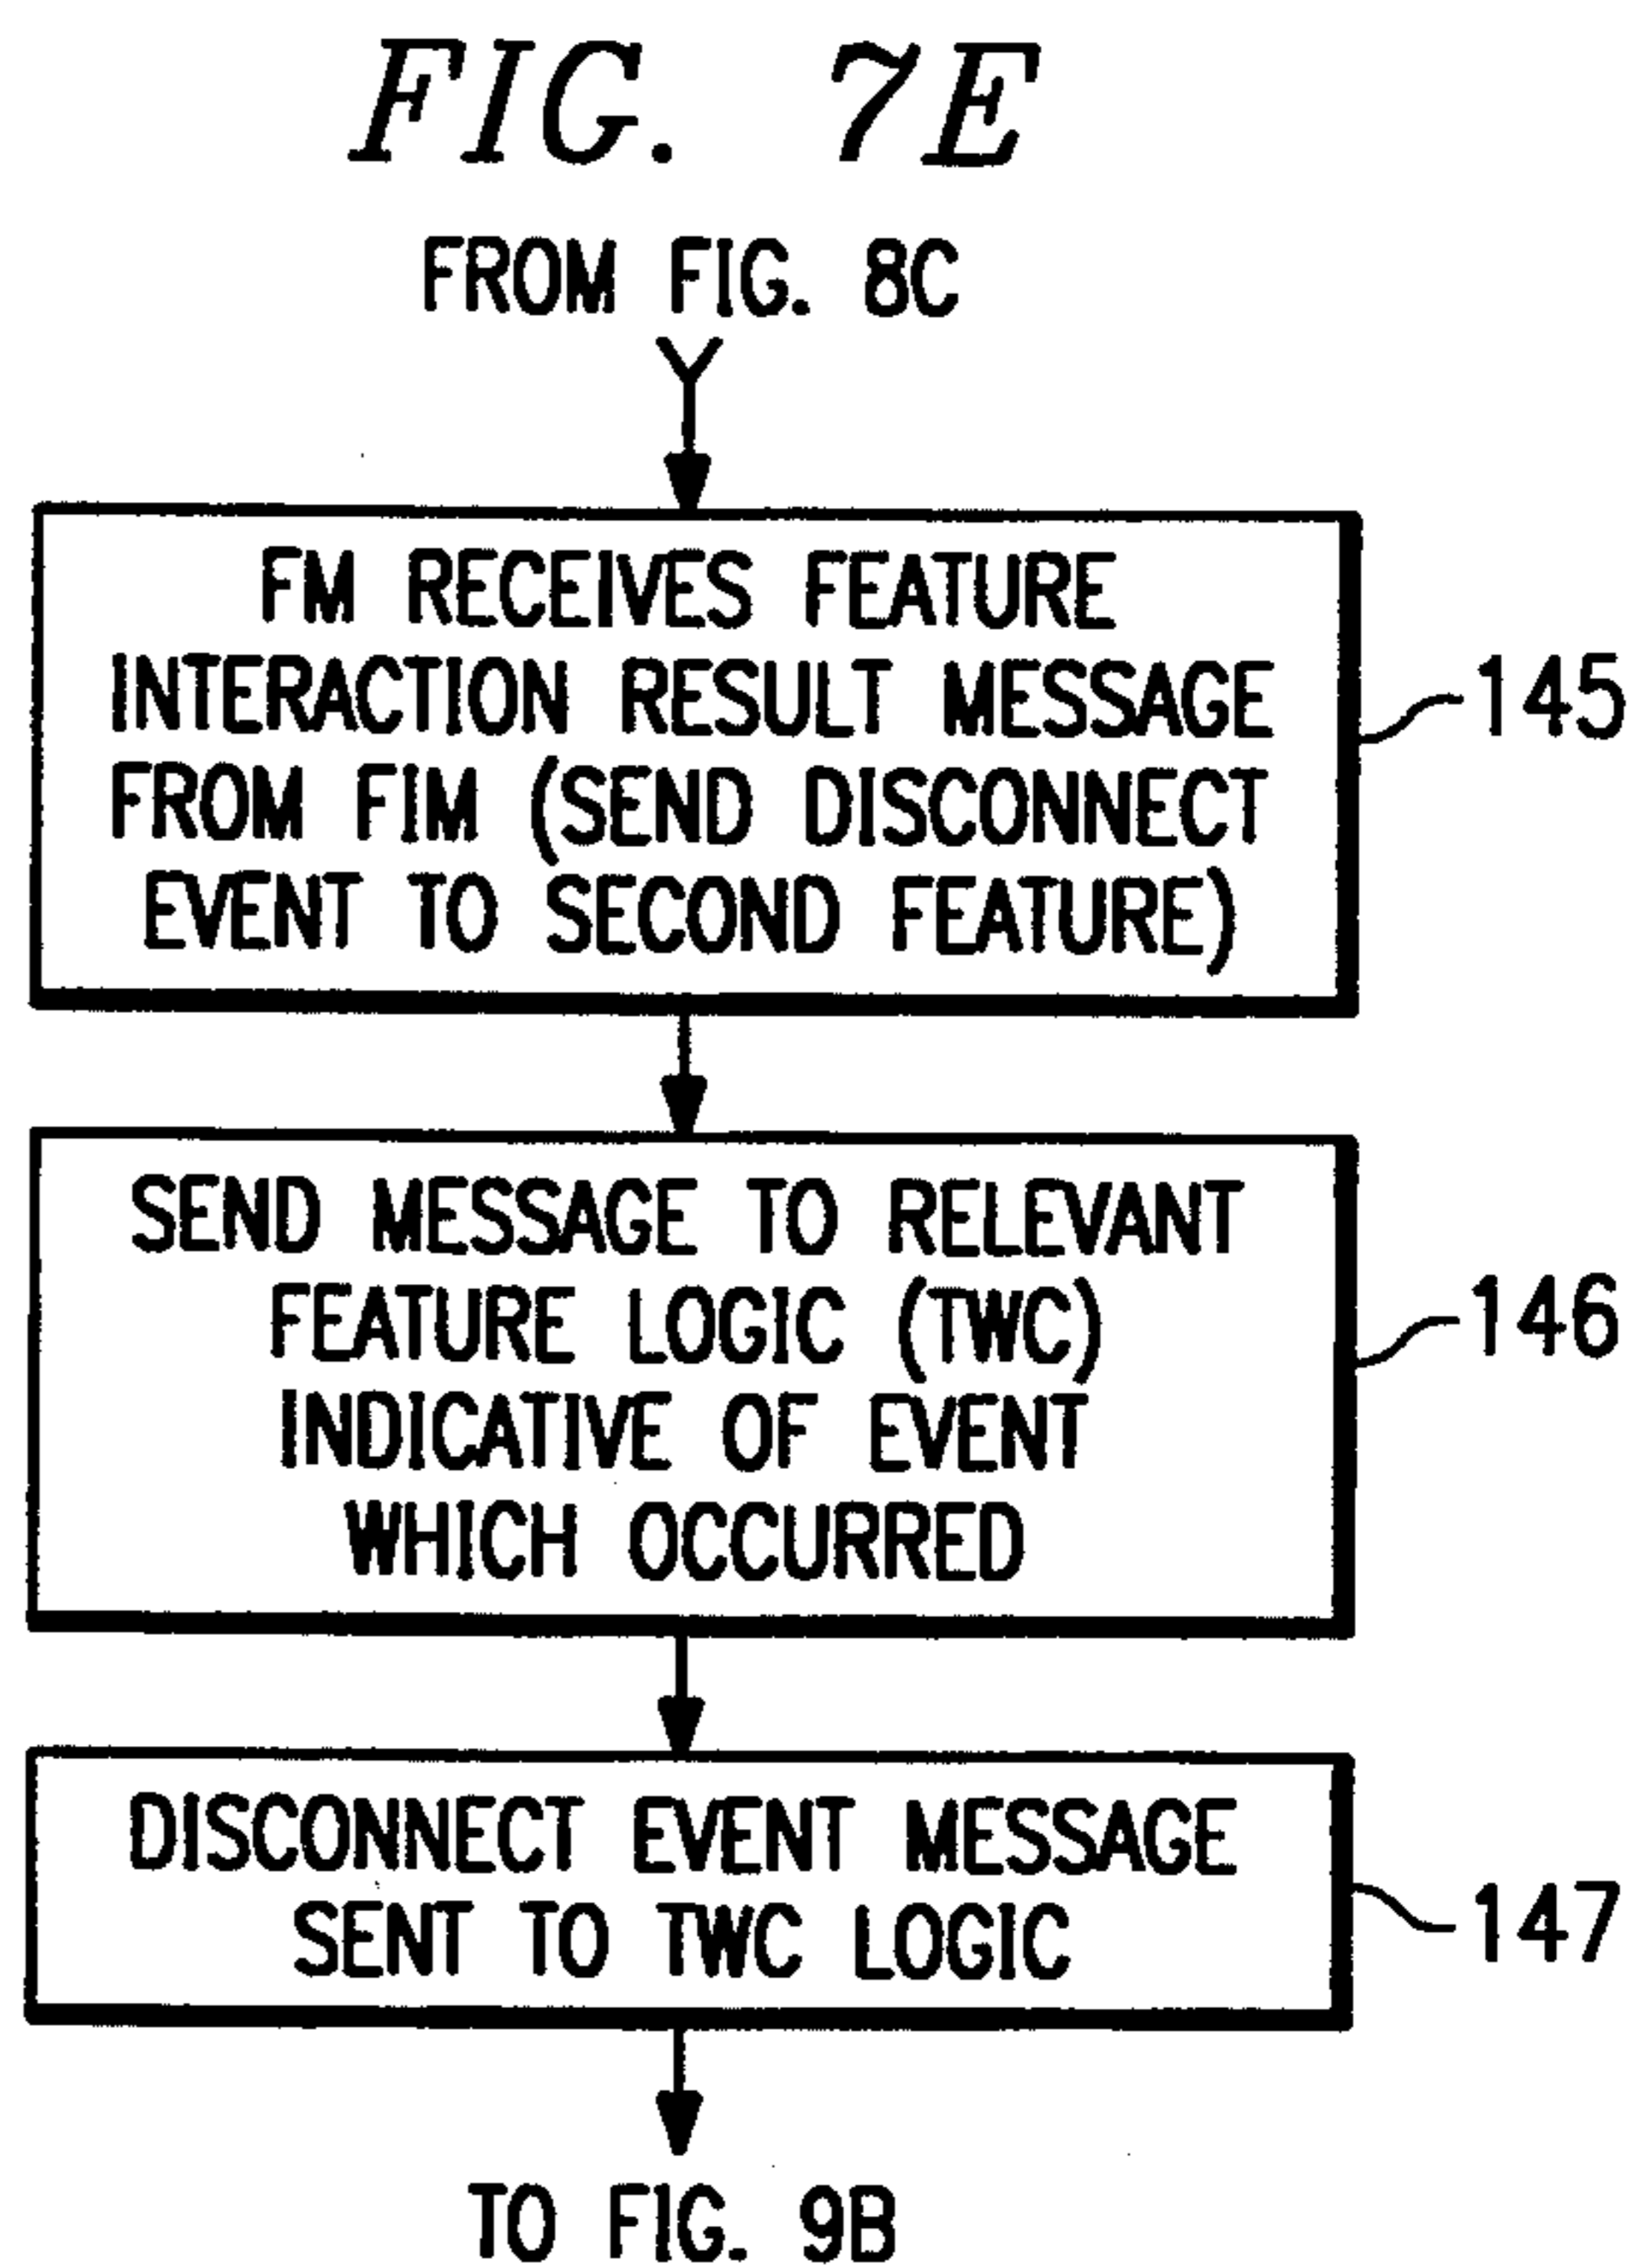 FIG. 7E
FROM FIG. 8C
FM RECEIVES FEATURE
INTERACTION RESULT MESSAGE
FROM FIM (SEND DISCONNECT
EVENT TO SECOND FEATURE)
145
SEND MESSAGE TO RELEVANT
FEATURE LOGIC (TWC)
INDICATIVE OF EVENT
WHICH OCCURRED
146
DISCONNECT EVENT MESSAGE
SENT TO TWC LOGIC
147
TO FIG. 9B